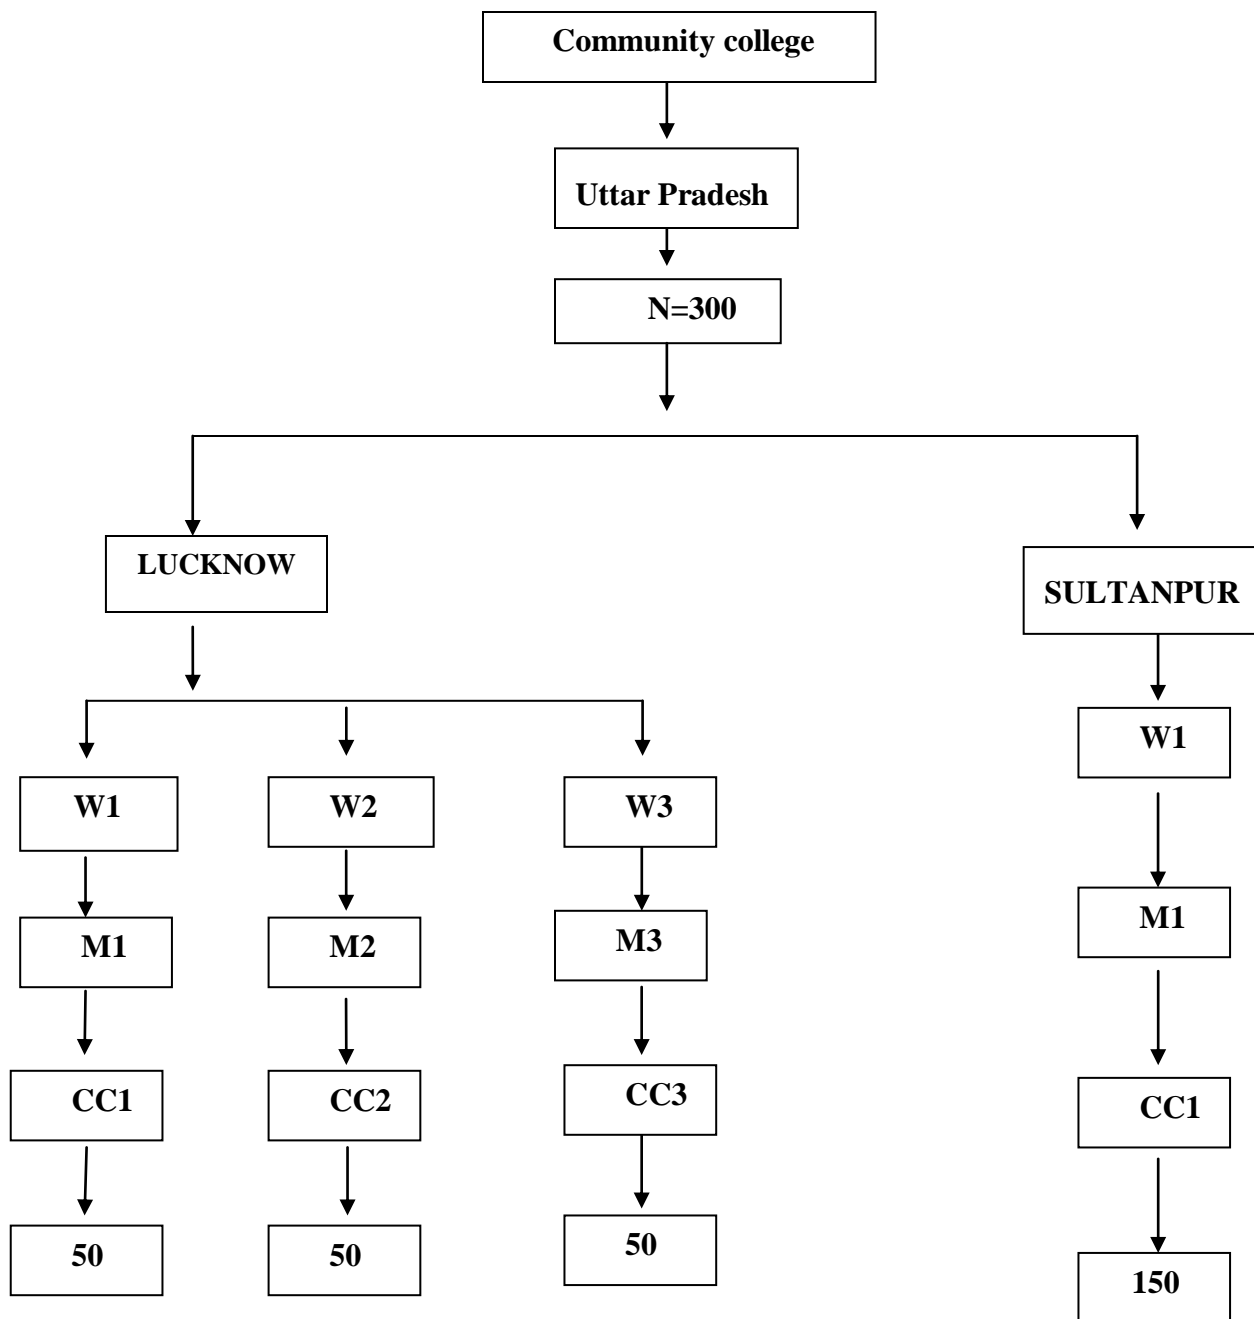 Community college
Uttar Pradesh
N=300
LUCKNOW
SULTANPUR
W1
W2
W3
W1
M1
M2
M3
M1
CC1
CC2
CC3
CC1
50
50
50
150